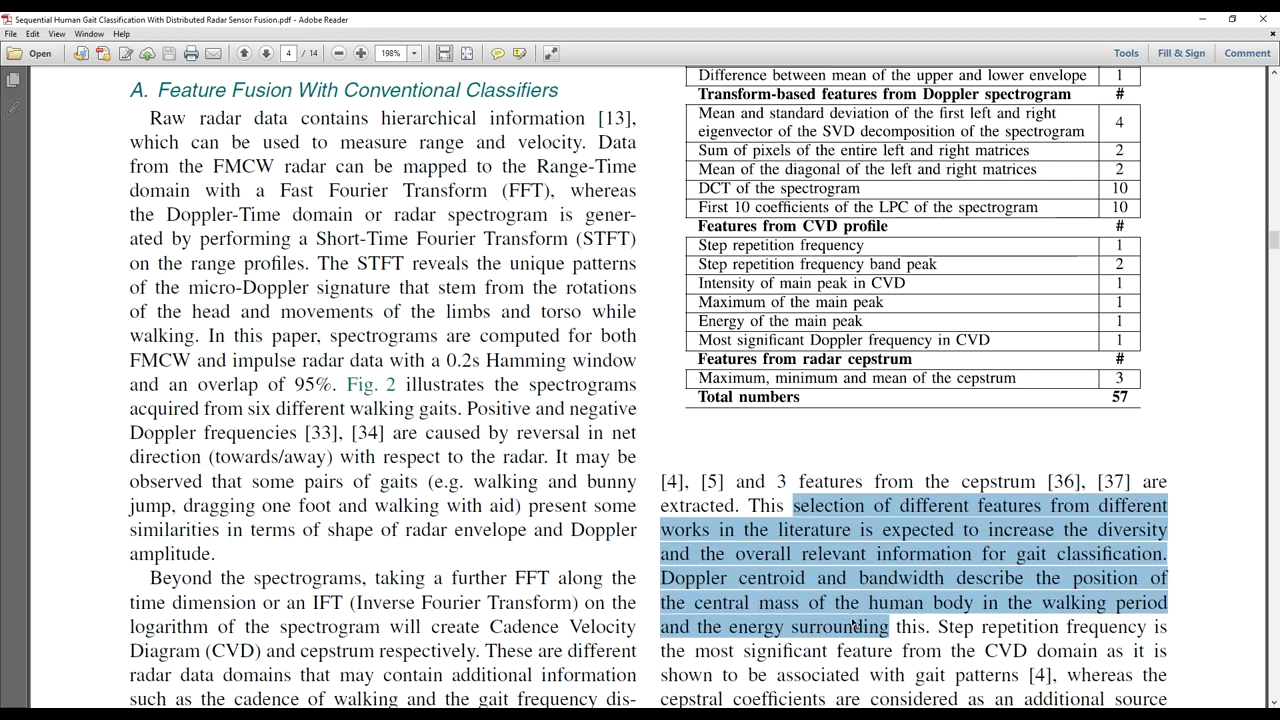 Sequential Human Gait Classification With Distributed Radar Sensor Fusion.pdf - Adobe Reader
File Edit View Window Help
Open 4 / 14 198% Tools Fill & Sign Comment
A. Feature Fusion With Conventional Classifiers
Raw radar data contains hierarchical information [13],
which can be used to measure range and velocity. Data
from the FMCW radar can be mapped to the Range-Time
domain with a Fast Fourier Transform (FFT), whereas
the Doppler-Time domain or radar spectrogram is gener-
ated by performing a Short-Time Fourier Transform (STFT)
on the range profiles. The STFT reveals the unique patterns
of the micro-Doppler signature that stem from the rotations
of the head and movements of the limbs and torso while
walking. In this paper, spectrograms are computed for both
FMCW and impulse radar data with a 0.2s Hamming window
and an overlap of 95%. Fig. 2 illustrates the spectrograms
acquired from six different walking gaits. Positive and negative
Doppler frequencies [33], [34] are caused by reversal in net
direction (towards/away) with respect to the radar. It may be
observed that some pairs of gaits (e.g. walking and bunny
jump, dragging one foot and walking with aid) present some
similarities in terms of shape of radar envelope and Doppler
amplitude.
Beyond the spectrograms, taking a further FFT along the
time dimension or an IFT (Inverse Fourier Transform) on the
logarithm of the spectrogram will create Cadence Velocity
Diagram (CVD) and cepstrum respectively. These are different
radar data domains that may contain additional information
such as the cadence of walking and the gait frequency dis-
Difference between mean of the upper and lower envelope 1
Transform-based features from Doppler spectrogram #
Mean and standard deviation of the first left and right
eigenvector of the SVD decomposition of the spectrogram 4
Sum of pixels of the entire left and right matrices 2
Mean of the diagonal of the left and right matrices 2
DCT of the spectrogram 10
First 10 coefficients of the LPC of the spectrogram 10
Features from CVD profile #
Step repetition frequency 1
Step repetition frequency band peak 2
Intensity of main peak in CVD 1
Maximum of the main peak 1
Energy of the main peak 1
Most significant Doppler frequency in CVD 1
Features from radar cepstrum #
Maximum, minimum and mean of the cepstrum 3
Total numbers 57
[4], [5] and 3 features from the cepstrum [36], [37] are
extracted. This selection of different features from different
works in the literature is expected to increase the diversity
and the overall relevant information for gait classification.
Doppler centroid and bandwidth describe the position of
the central mass of the human body in the walking period
and the energy surrounding this. Step repetition frequency is
the most significant feature from the CVD domain as it is
shown to be associated with gait patterns [4], whereas the
cepstral coefficients are considered as an additional source